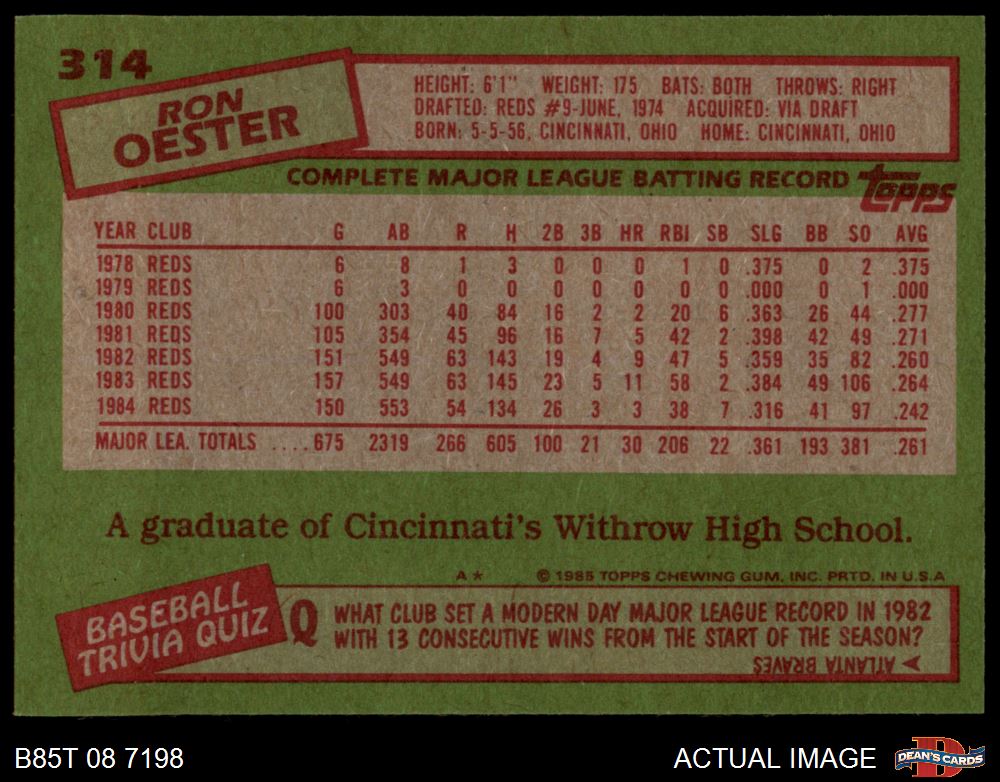 314
RON
OESTER
HEIGHT: 6'1" WEIGHT: 175 BATS: BOTH THROWS: RIGHT
DRAFTED: REDS #9-JUNE, 1974 ACQUIRED: VIA DRAFT
BORN: 5-5-56, CINCINNATI, OHIO HOME: CINCINNATI, OHIO
COMPLETE MAJOR LEAGUE BATTING RECORD topps
YEAR CLUB G AB R H 2B 3B HR RBI SB SLG BB SO AVG
1978 REDS 6 8 1 3 0 0 0 1 0 .375 0 2 .375
1979 REDS 6 3 0 0 0 0 0 0 0 .000 0 1 .000
1980 REDS 100 303 40 84 16 2 2 20 6 .363 26 44 .277
1981 REDS 105 354 45 96 16 7 5 42 2 .398 42 49 .271
1982 REDS 151 549 63 143 19 4 9 47 5 .359 35 82 .260
1983 REDS 157 549 63 145 23 5 11 58 2 .384 49 106 .264
1984 REDS 150 553 54 134 26 3 3 38 7 .316 41 97 .242
MAJOR LEA. TOTALS ....675 2319 266 605 100 21 30 206 22 .361 193 381 .261
A graduate of Cincinnati's Withrow High School.
A* © 1985 TOPPS CHEWING GUM, INC. PRTD. IN U.S.A
BASEBALL
TRIVIA QUIZ
Q WHAT CLUB SET A MODERN DAY MAJOR LEAGUE RECORD IN 1982
WITH 13 CONSECUTIVE WINS FROM THE START OF THE SEASON?
ATLANTA BRAVES
B85T 08 7198
ACTUAL IMAGE
D
DEAN'S CARDS